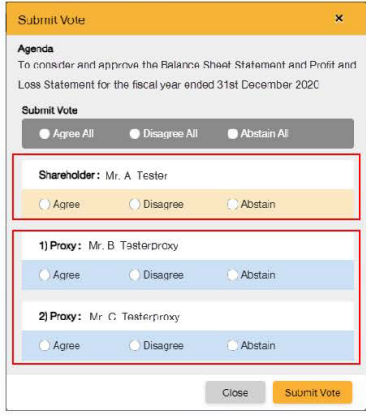 Submit Vote ×
Agenda
To consider and approve the Balance Sheet Statement and Profit and
Loss Statement for the fiscal year ended 31st December 2020
Submit Vote
Agree All Disagree All Abstain All
Shareholder : Mr. A Tester
Agree Disagree Abstain
1) Proxy : Mr. B Testerproxy
Agree Disagree Abstain
2) Proxy : Mr C Testerproxy
Agree Disagree Abstain
Close Submit Vote